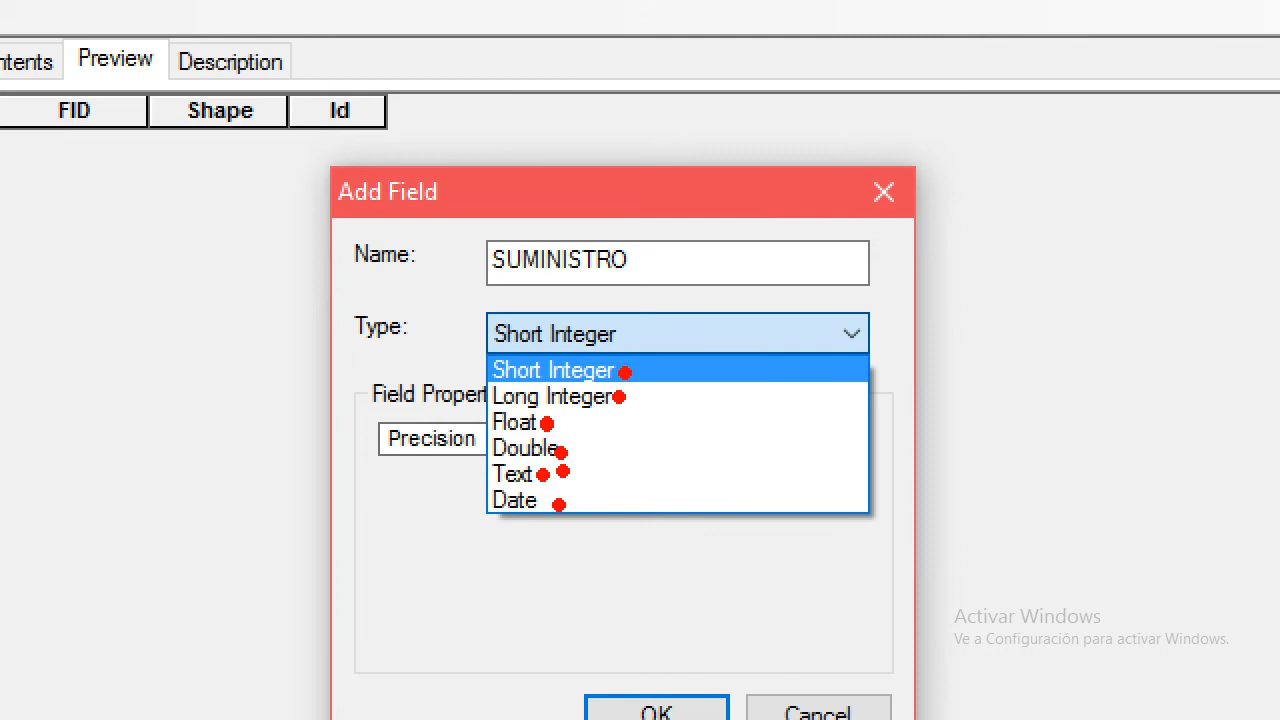 ntents Preview Description
FID Shape Id
Add Field
Name: SUMINISTRO
Type: Short Integer
Short Integer
Long Integer
Field Propert
Float
Precision
Double
Text
Date
Activar Windows
Ve a Configuración para activar Windows.
OK Cancel